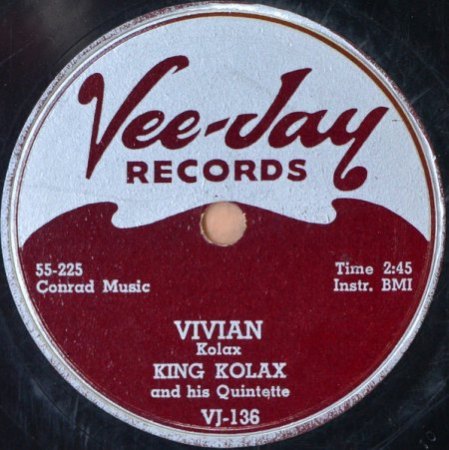 Vee-Jay
RECORDS
55-225
Conrad Music
Time 2:45
Instr. BMI
VIVIAN
Kolax
KING KOLAX
and his Quintette
VJ-136